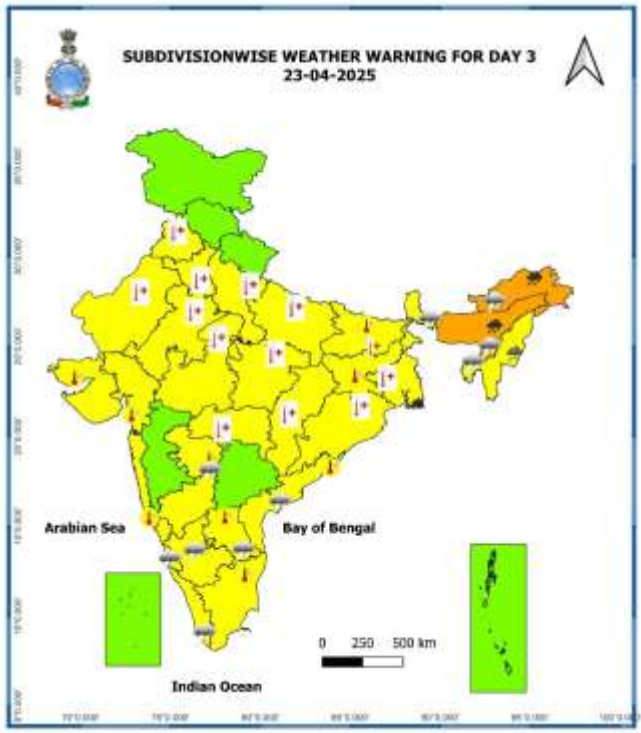 SUBDIVISIONWISE WEATHER WARNING FOR DAY 3
23-04-2025
Arabian Sea
Bay of Bengal
0 250 500 km
Indian Ocean